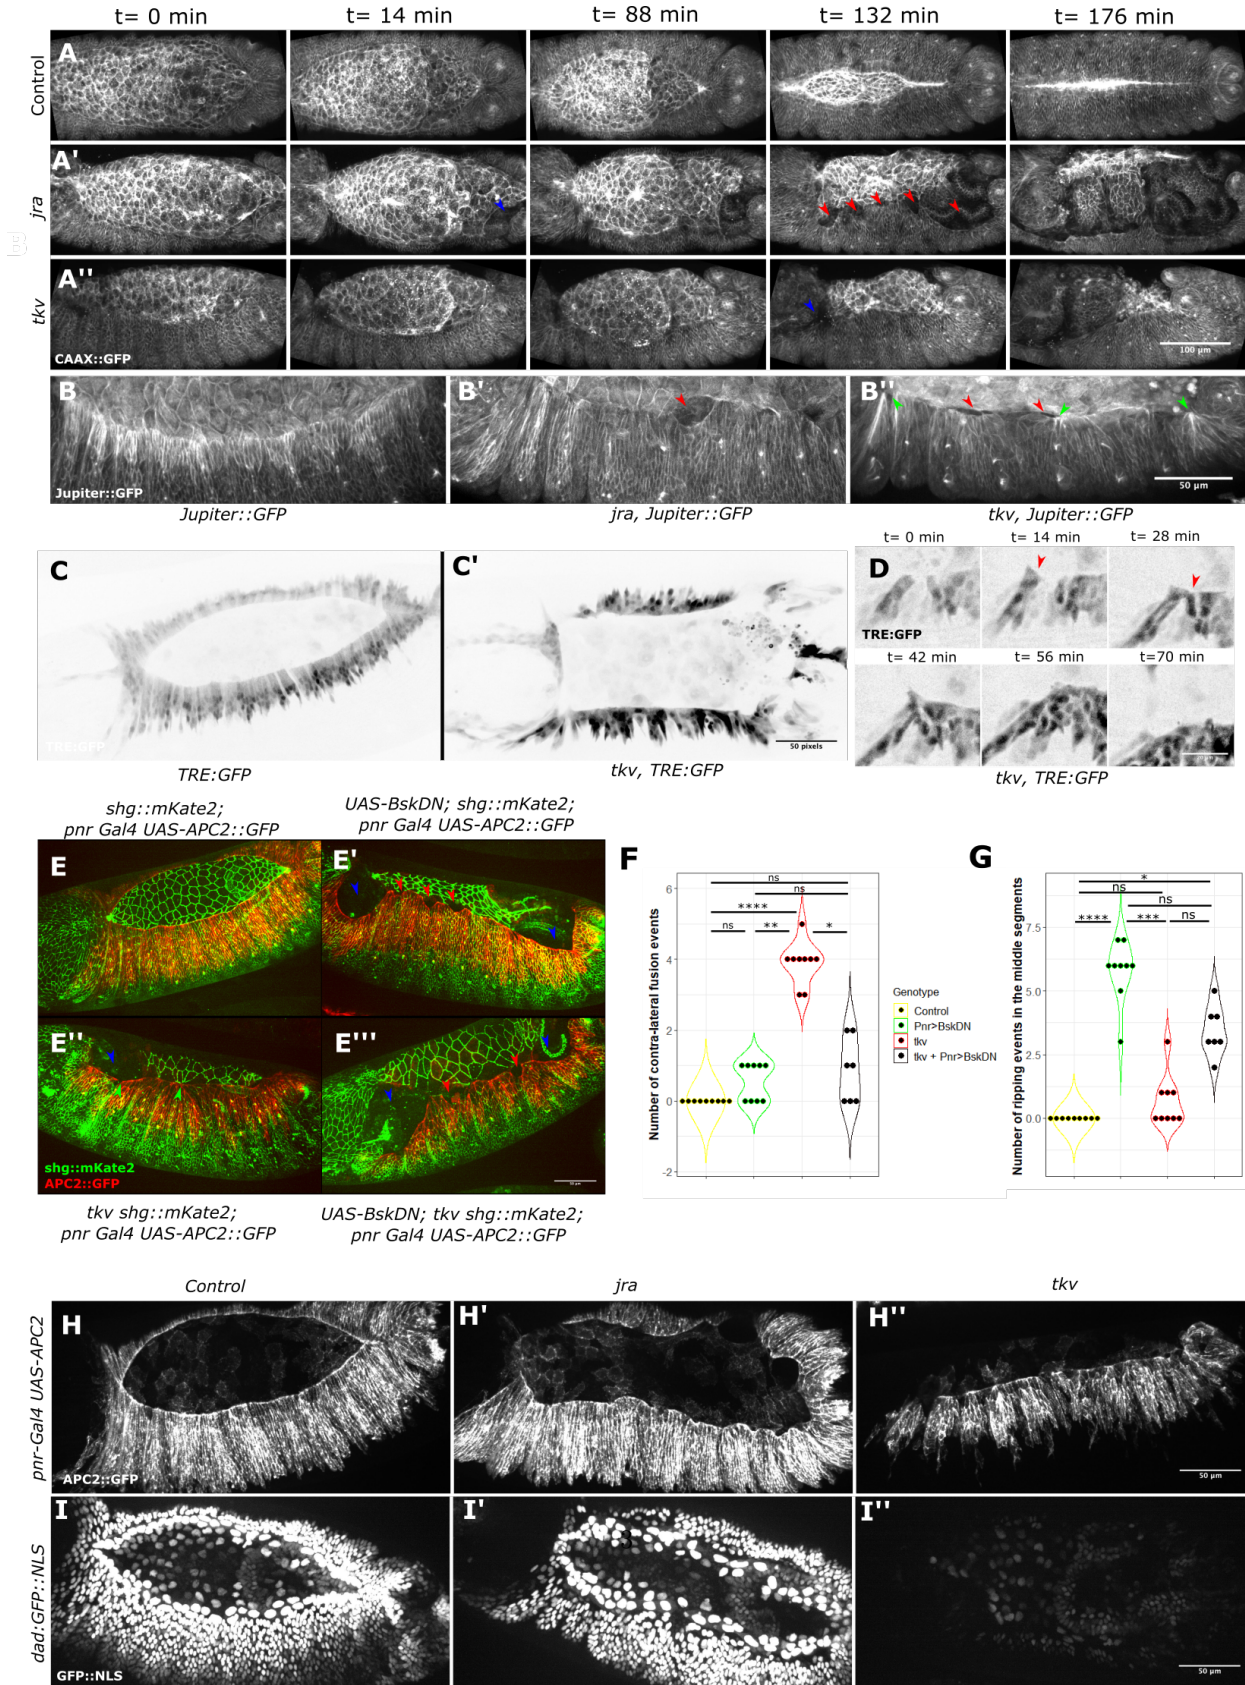 t= 0 min
t= 14 min
t= 88 min
t= 132 min
t= 176 min
Control
A
jra
A'
tkv
A''
CAAX::GFP
100 µm
B
B'
B''
Jupiter::GFP
50 µm
Jupiter::GFP
jra, Jupiter::GFP
tkv, Jupiter::GFP
C
C'
TRE:GFP
50 pixels
TRE:GFP
tkv, TRE:GFP
t= 0 min
t= 14 min
t= 28 min
D
TRE:GFP
t= 42 min
t= 56 min
t=70 min
tkv, TRE:GFP
shg::mKate2;
pnr Gal4 UAS-APC2::GFP
UAS-BskDN; shg::mKate2;
pnr Gal4 UAS-APC2::GFP
E
E'
E''
E'''
shg::mKate2
APC2::GFP
tkv shg::mKate2;
pnr Gal4 UAS-APC2::GFP
UAS-BskDN; tkv shg::mKate2;
pnr Gal4 UAS-APC2::GFP
F
Number of contra-lateral fusion events
6
4
2
0
-2
ns
ns
****
ns
**
*
Genotype
Control
Pnr>BskDN
tkv
tkv + Pnr>BskDN
G
Number of ripping events in the middle segments
7.5
5.0
2.5
0.0
*
ns
ns
****
***
ns
Control
jra
tkv
pnr-Gal4 UAS-APC2
H
H'
H''
APC2::GFP
50 µm
dad:GFP::NLS
I
I'
I''
GFP::NLS
50 µm